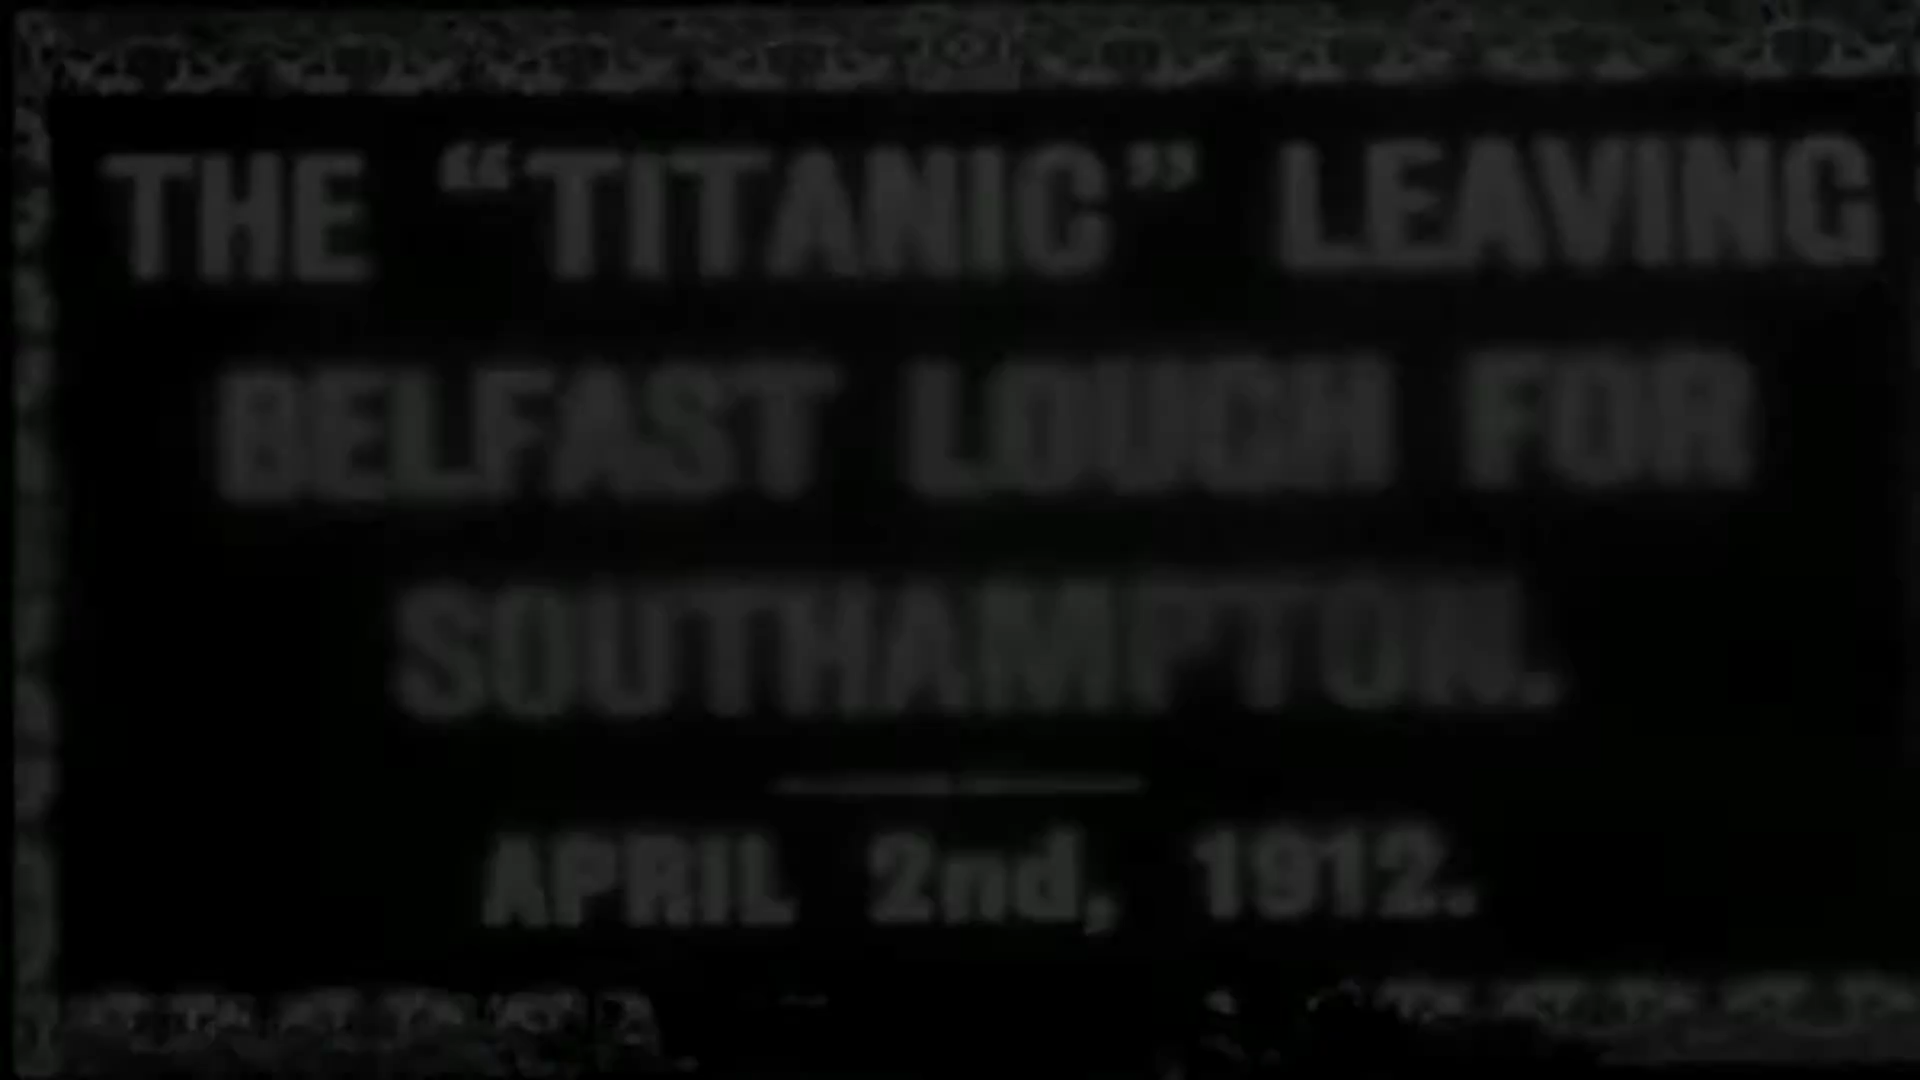 THE “TITANIC” LEAVING
BELFAST LOUGH FOR
SOUTHAMPTON.
APRIL 2nd, 1912.